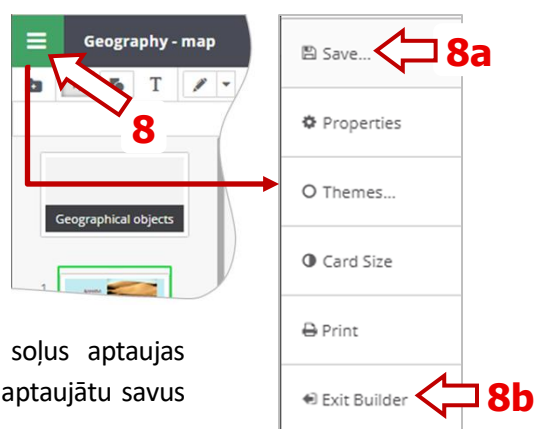 Geography - map
T
8
Geographical objects
1
soļus aptaujas
aptaujātu savus
Save...
8a
Properties
Themes...
Card Size
Print
Exit Builder
8b